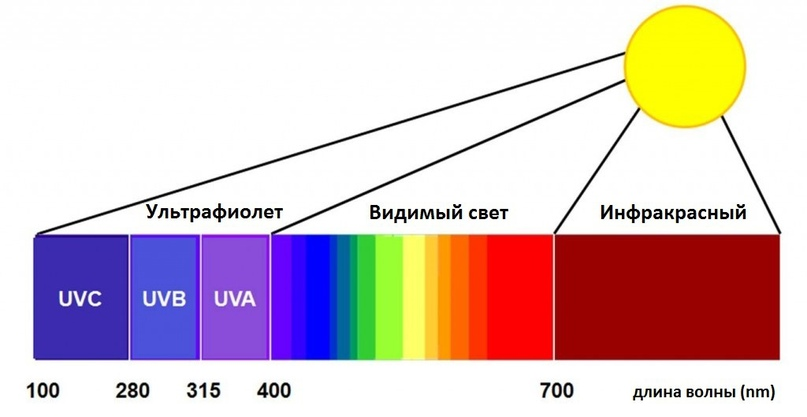 Ультрафиолет Видимый свет Инфракрасный
UVC UVB UVA
100 280 315 400 700 длина волны (nm)